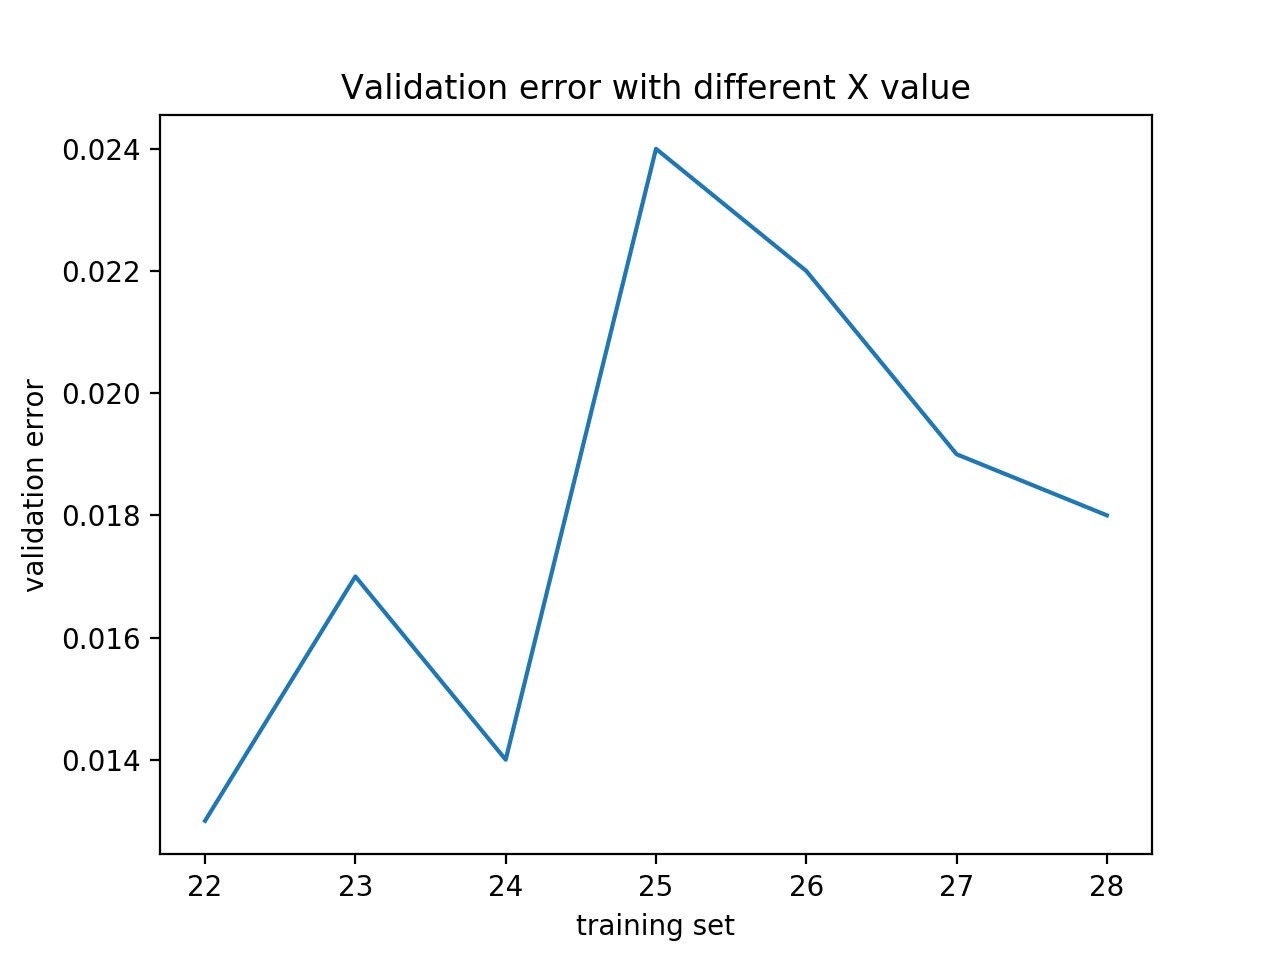 Validation error with different X value
0.024
0.022
0.020
0.018
0.016
0.014
validation error
22 23 24 25 26 27 28
training set